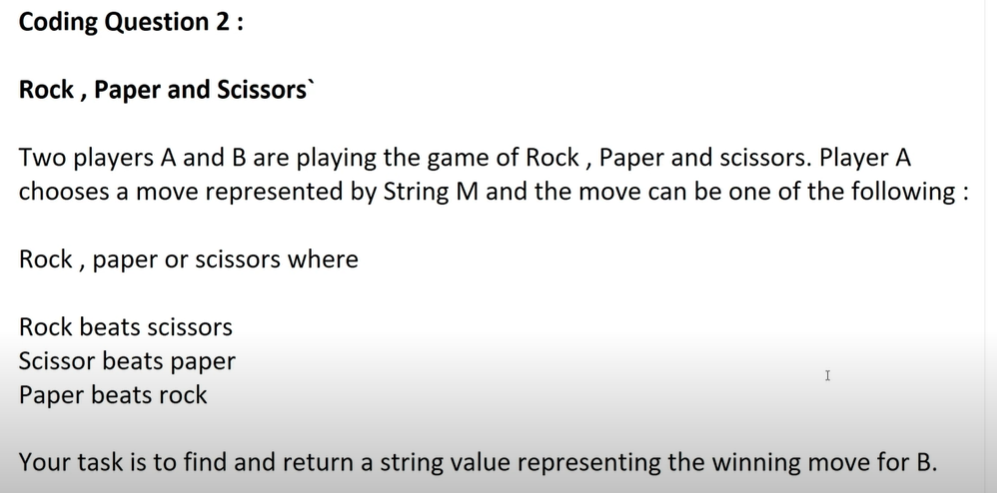 Coding Question 2 :
Rock , Paper and Scissors`
Two players A and B are playing the game of Rock , Paper and scissors. Player A
chooses a move represented by String M and the move can be one of the following :
Rock , paper or scissors where
Rock beats scissors
Scissor beats paper
Paper beats rock
Your task is to find and return a string value representing the winning move for B.